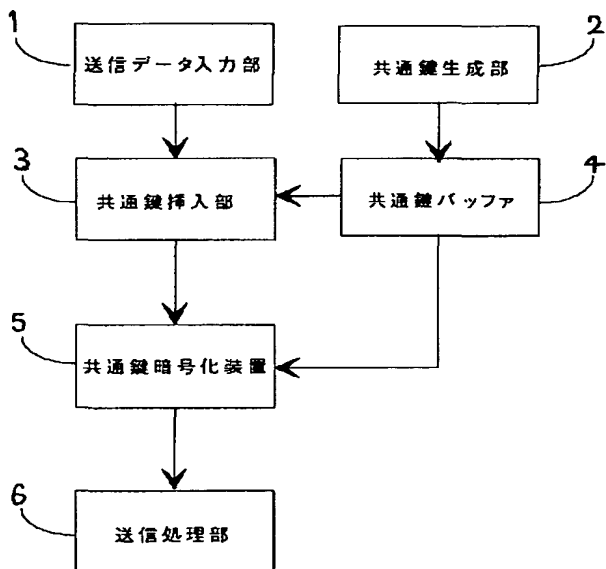 1
送信データ入力部
2
共通鍵生成部
3
共通鍵挿入部
4
共通鍵バッファ
5
共通鍵暗号化装置
6
送信処理部